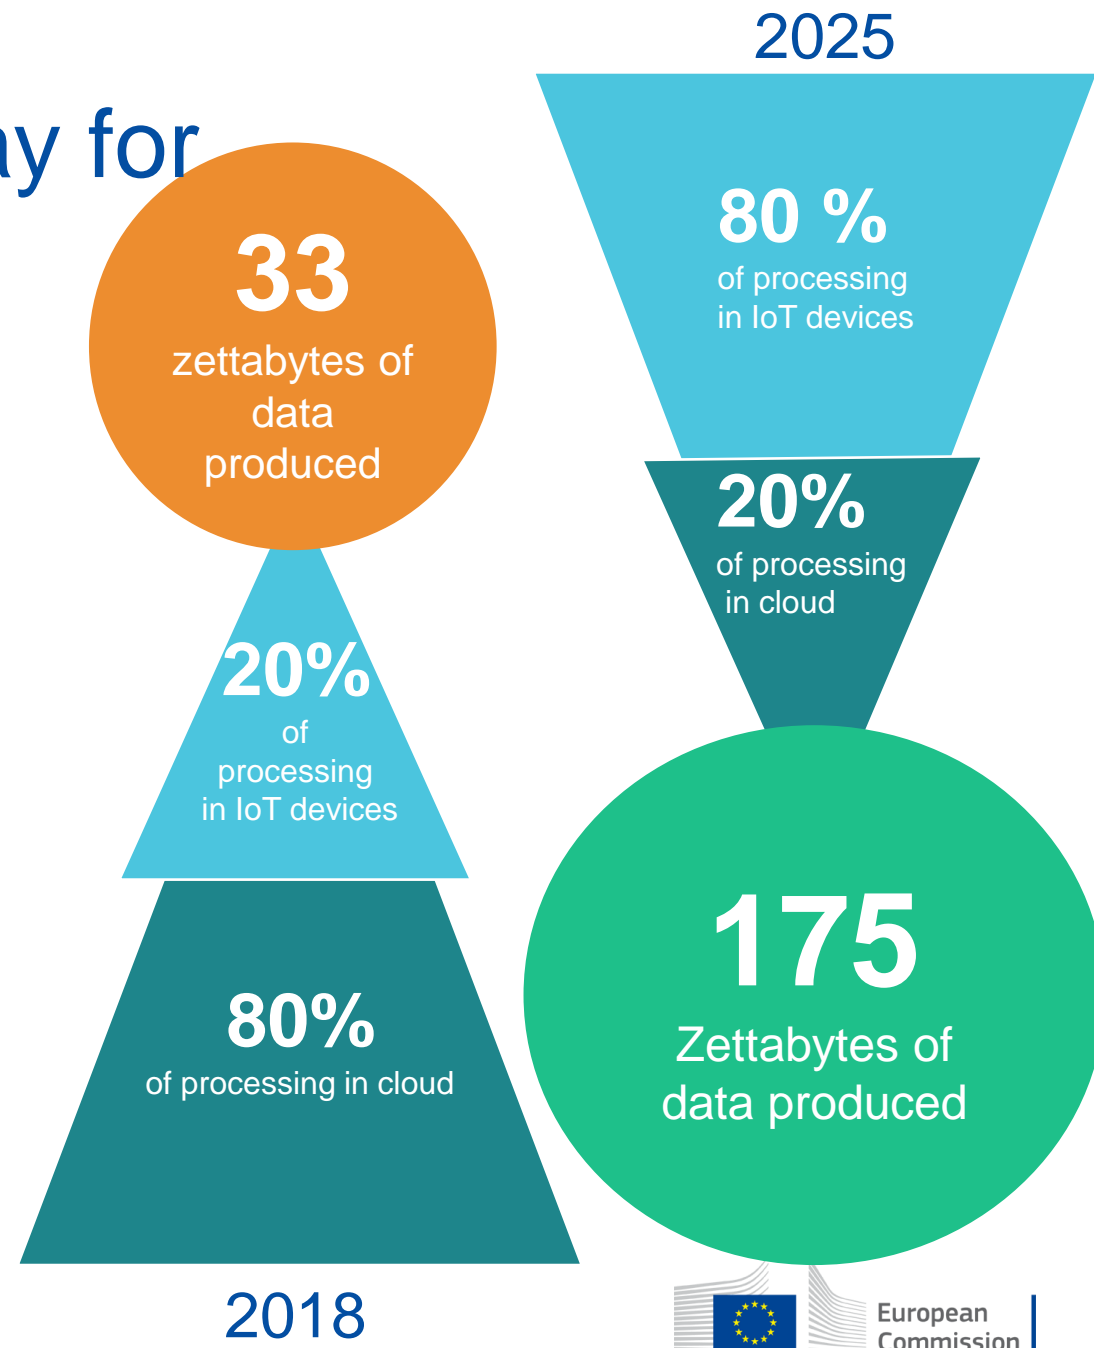 ay for
33
zettabytes of
data
produced
20%
of
processing
in IoT devices
80%
of processing in cloud
2018
2025
80 %
of processing
in IoT devices
20%
of processing
in cloud
175
Zettabytes of
data produced
European
Commission